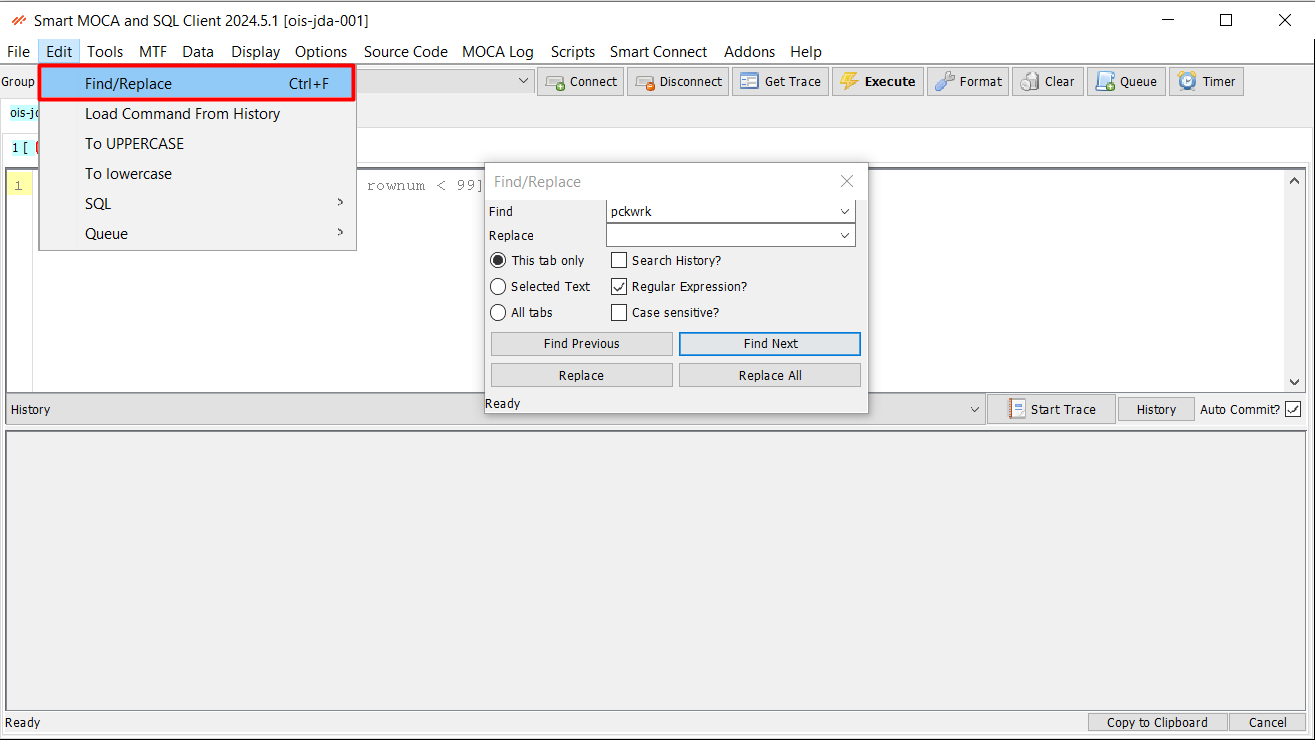 Smart MOCA and SQL Client 2024.5.1 [ois-jda-001]
File Edit Tools MTF Data Display Options Source Code MOCA Log Scripts Smart Connect Addons Help
Group Connect Disconnect Get Trace Execute Format Clear Queue Timer
Find/Replace Ctrl+F
Load Command From History
To UPPERCASE
To lowercase
SQL >
Queue >
1 [
1 rownum < 99]
Find/Replace
Find pckwrk
Replace
This tab only Search History?
Selected Text Regular Expression?
All tabs Case sensitive?
Find Previous Find Next
Replace Replace All
Ready
History Start Trace History Auto Commit?
Ready Copy to Clipboard Cancel